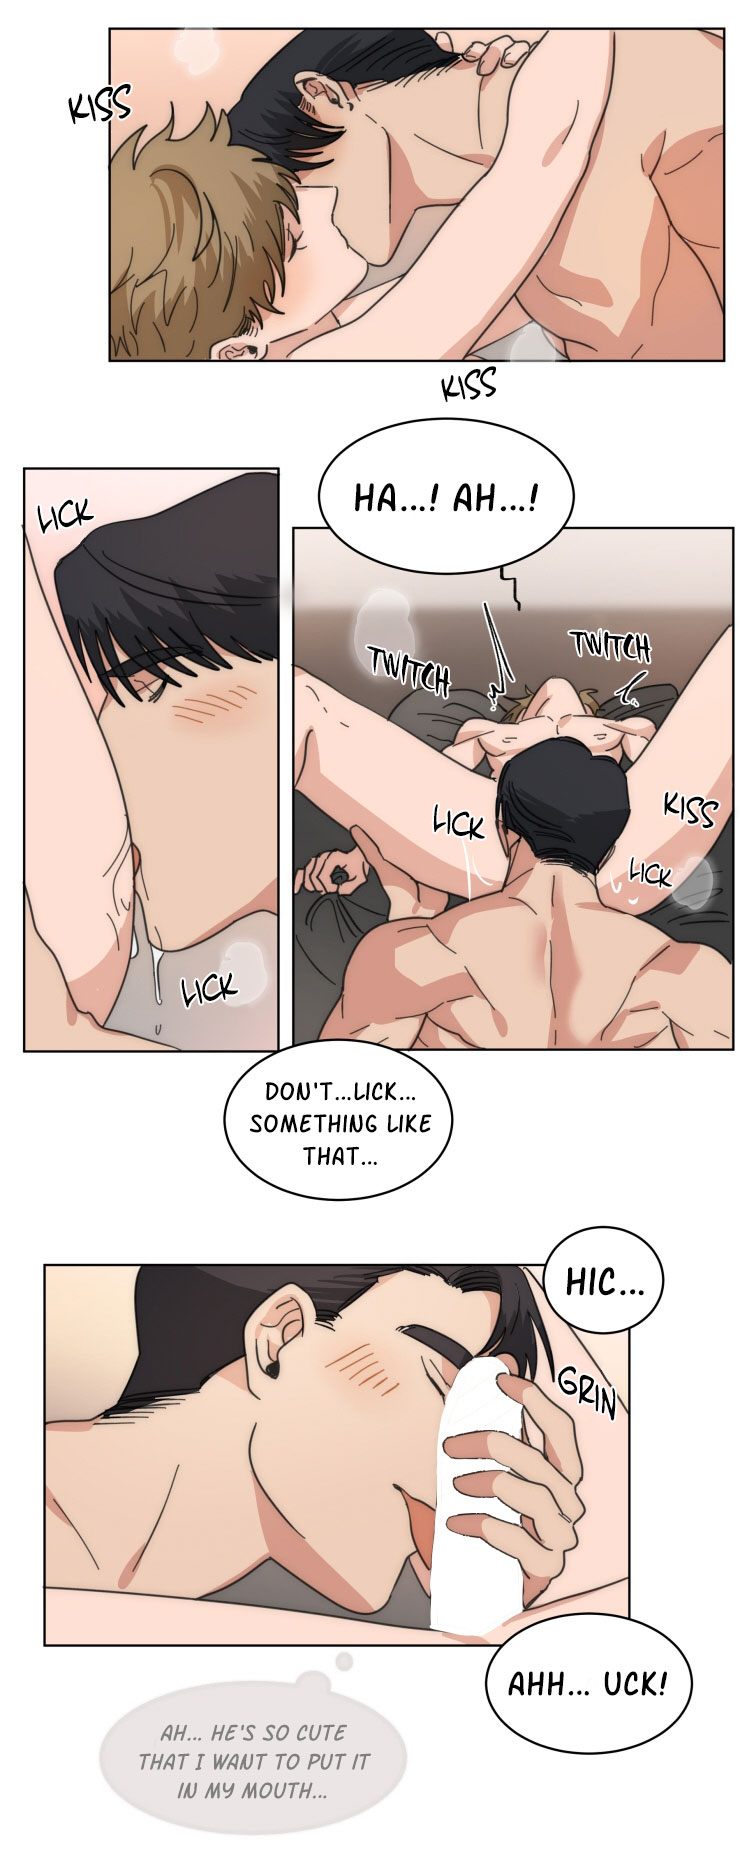 KISS
KISS
HA...! AH...!
LICK
TWITCH
TWITCH
LICK
KISS
LICK
LICK
DON'T...LICK...
SOMETHING LIKE
THAT...
HIC...
GRIN
AHH... UCK!
AH... HE'S SO CUTE
THAT I WANT TO PUT IT
IN MY MOUTH...